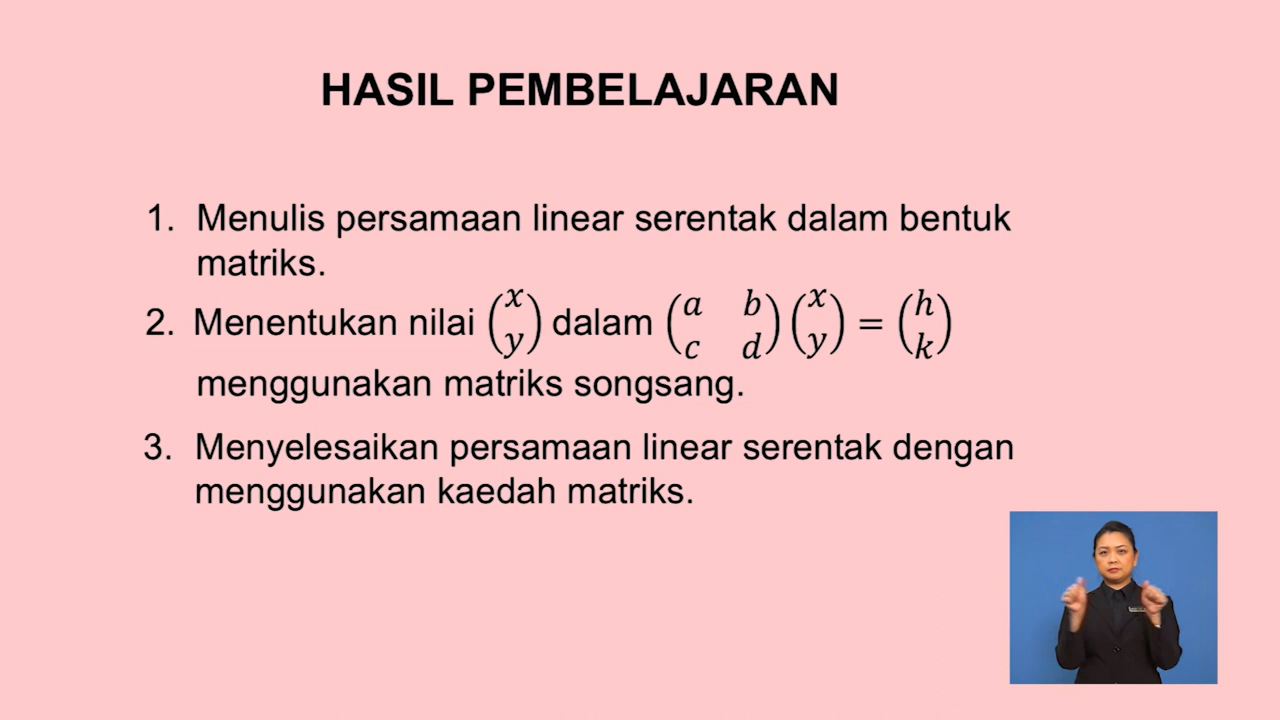 HASIL PEMBELAJARAN
1. Menulis persamaan linear serentak dalam bentuk
matriks.
2. Menentukan nilai (x y) dalam (a b c d)(x y) = (h k)
menggunakan matriks songsang.
3. Menyelesaikan persamaan linear serentak dengan
menggunakan kaedah matriks.